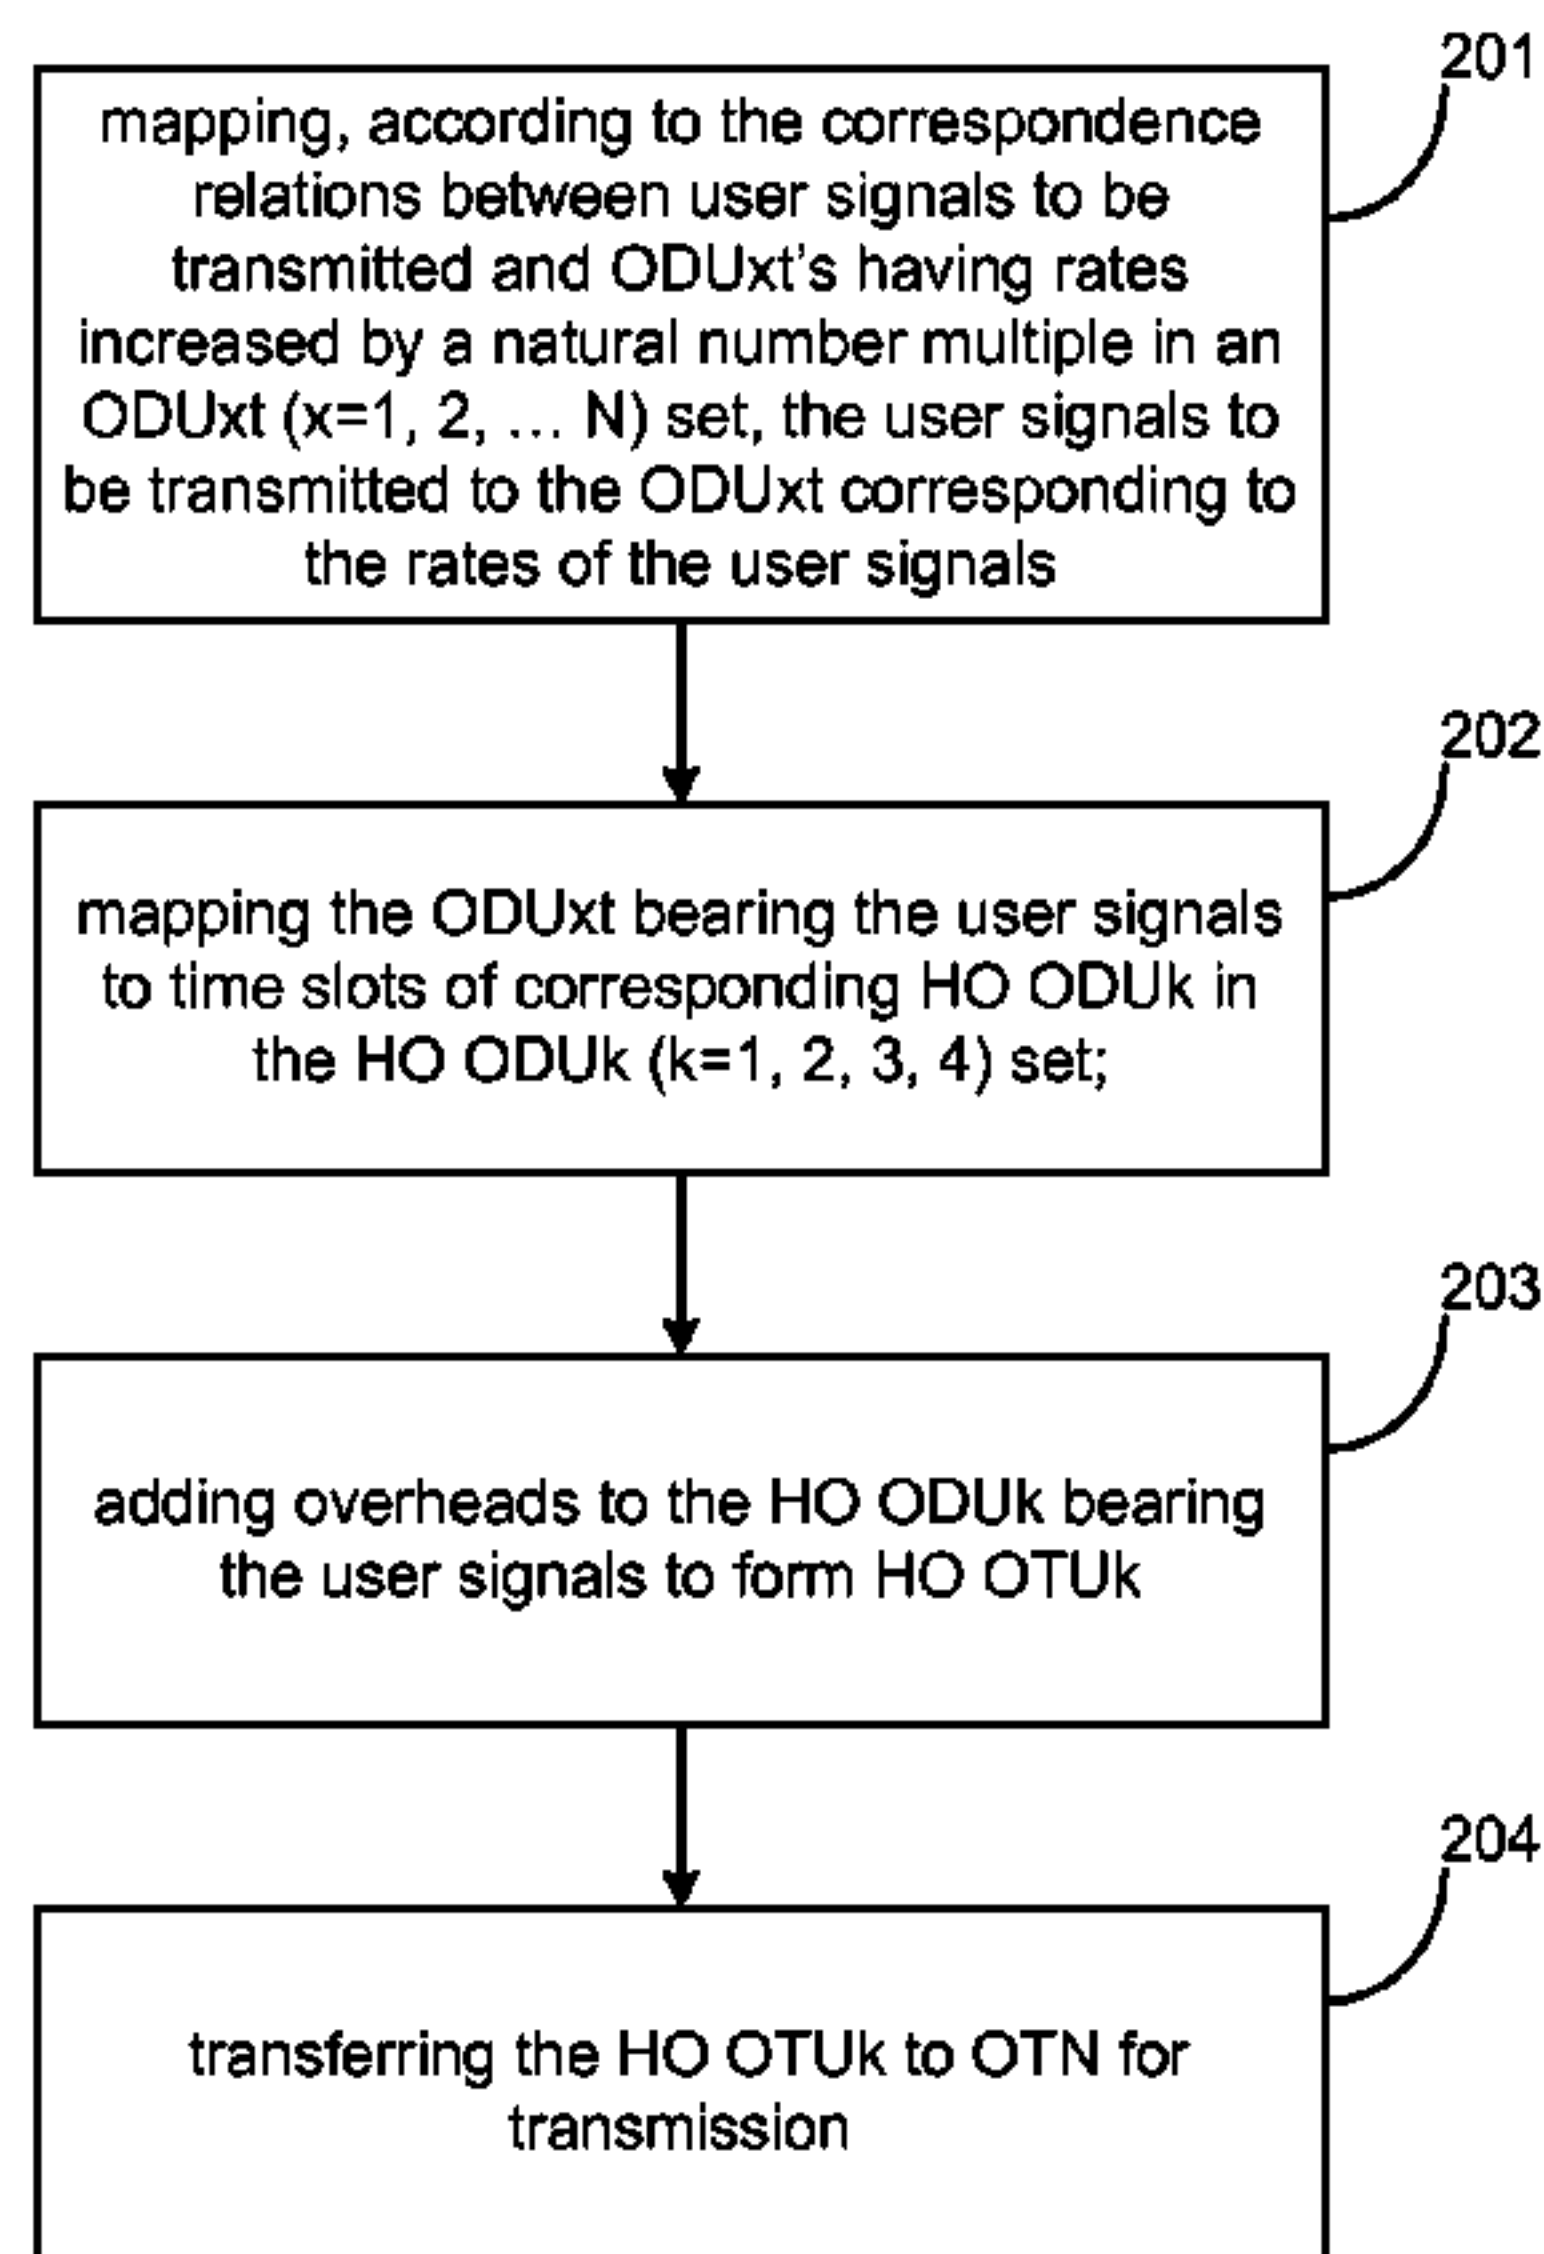 201
mapping, according to the correspondence
relations between user signals to be
transmitted and ODUxt's having rates
increased by a natural number multiple in an
ODUxt (x=1, 2, ... N) set, the user signals to
be transmitted to the ODUxt corresponding to
the rates of the user signals
202
mapping the ODUxt bearing the user signals
to time slots of corresponding HO ODUk in
the HO ODUk (k=1, 2, 3, 4) set;
203
adding overheads to the HO ODUk bearing
the user signals to form HO OTUk
204
transferring the HO OTUk to OTN for
transmission